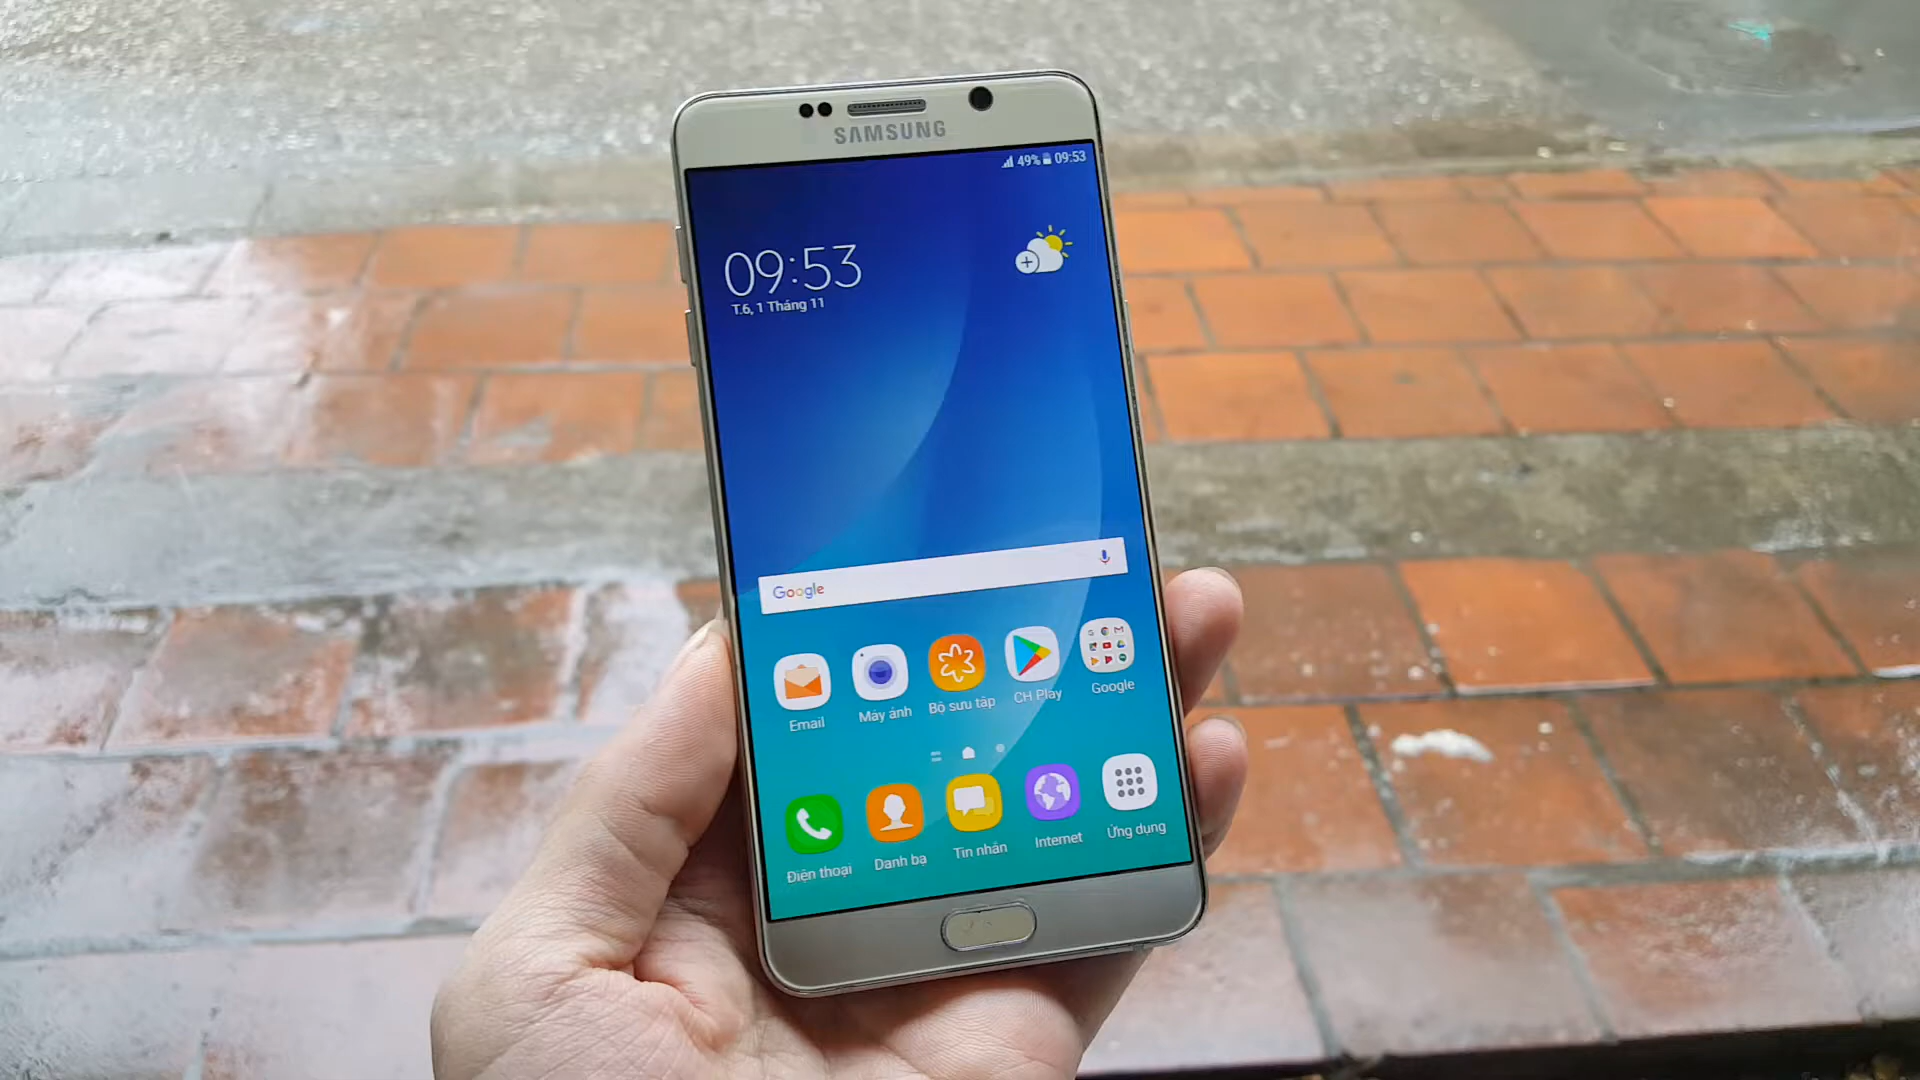 SAMSUNG
49% 09:53
09:53
T.6, 1 Tháng 11
Google
Email
Máy ảnh
Bộ sưu tập
CH Play
Google
Điện thoại
Danh bạ
Tin nhắn
Internet
Ứng dụng